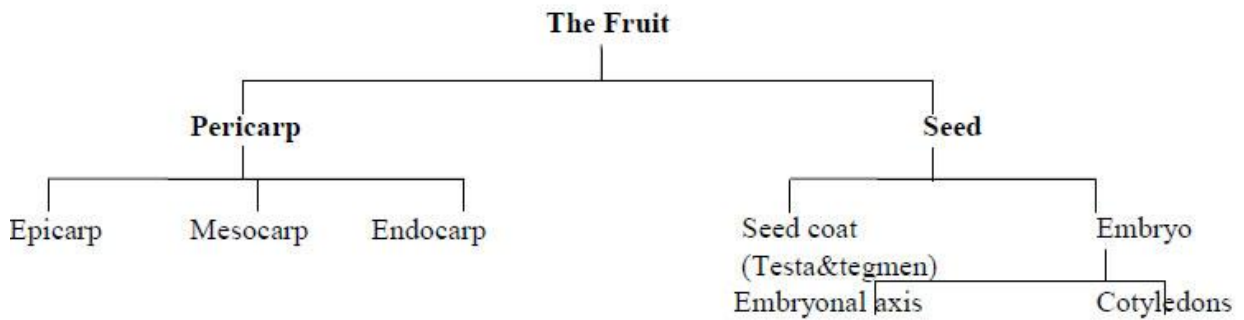 The Fruit
Pericarp
Seed
Epicarp
Mesocarp
Endocarp
Seed coat
(Testa&tegmen)
Embryo
Embryonal axis
Cotyledons